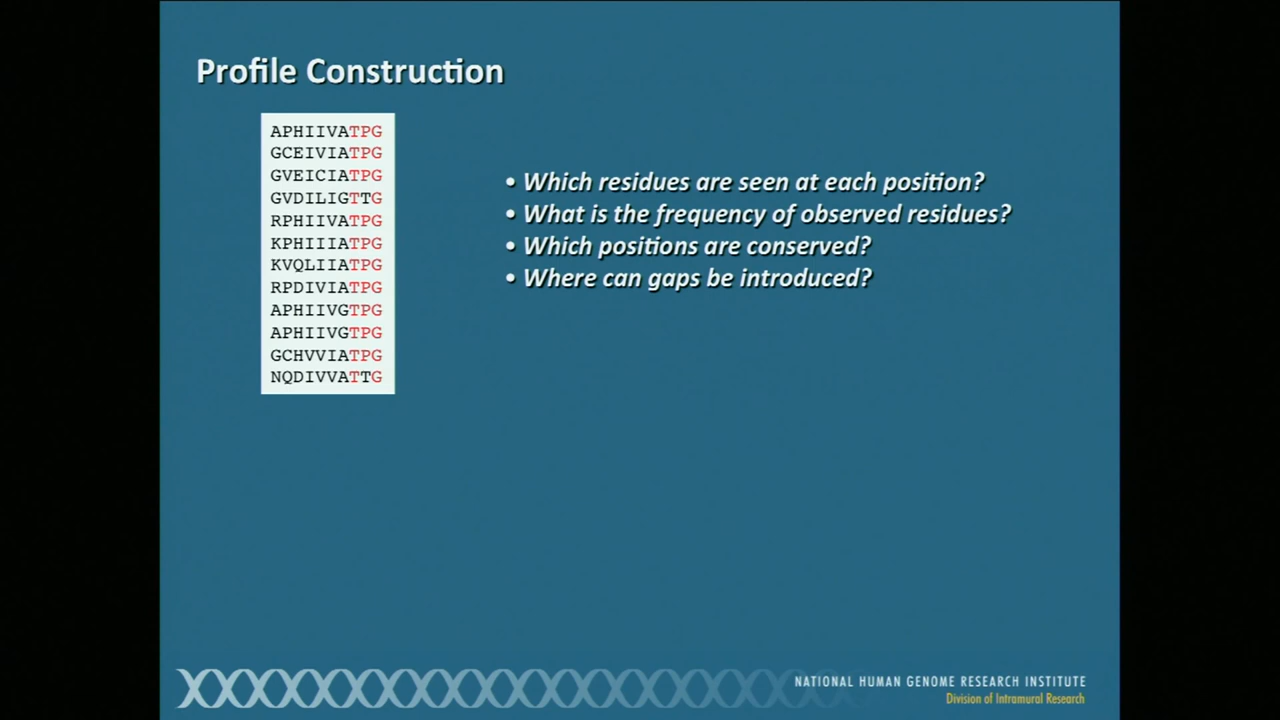 Profile Construction
APHIIVATPG
GCEIVIATPG
GVEICIATPG
GVDILIGTTG
RPHIIVATPG
KPHIIIATPG
KVQLIIATPG
RPDIVIATPG
APHIIVGTPG
APHIIVGTPG
GCHVVIATPG
NQDIVVATTG
• Which residues are seen at each position?
• What is the frequency of observed residues?
• Which positions are conserved?
• Where can gaps be introduced?
NATIONAL HUMAN GENOME RESEARCH INSTITUTE
Division of Intramural Research